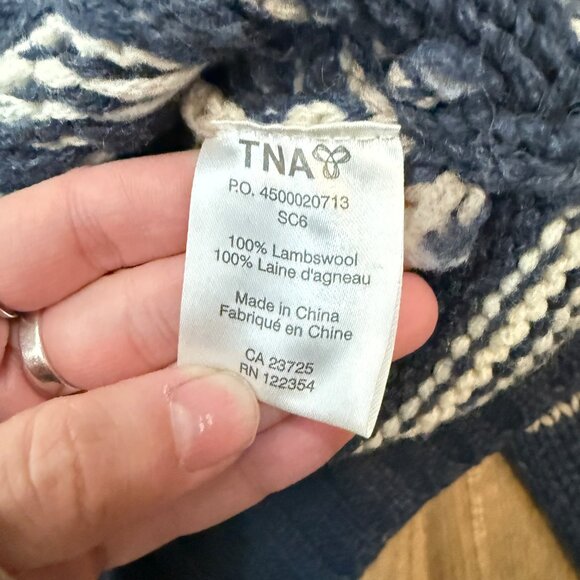 TNA
P.O. 4500020713
SC6
100% Lambswool
100% Laine d'agneau
Made in China
Fabriqué en Chine
CA 23725
RN 122354